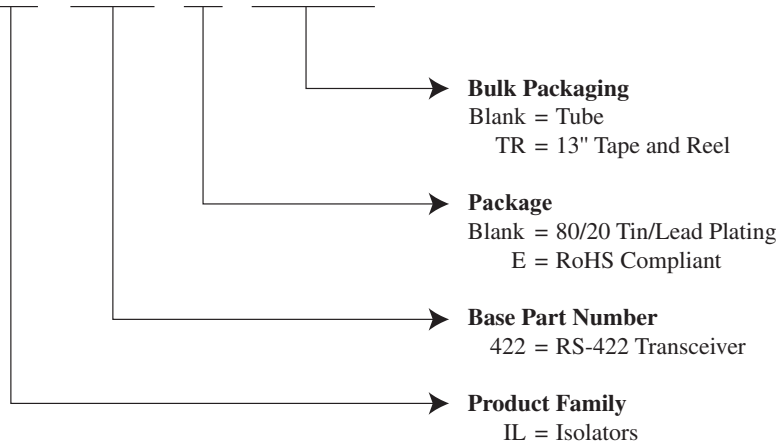 Bulk Packaging
Blank = Tube
TR = 13" Tape and Reel
Package
Blank = 80/20 Tin/Lead Plating
E = RoHS Compliant
Base Part Number
422 = RS-422 Transceiver
Product Family
IL = Isolators